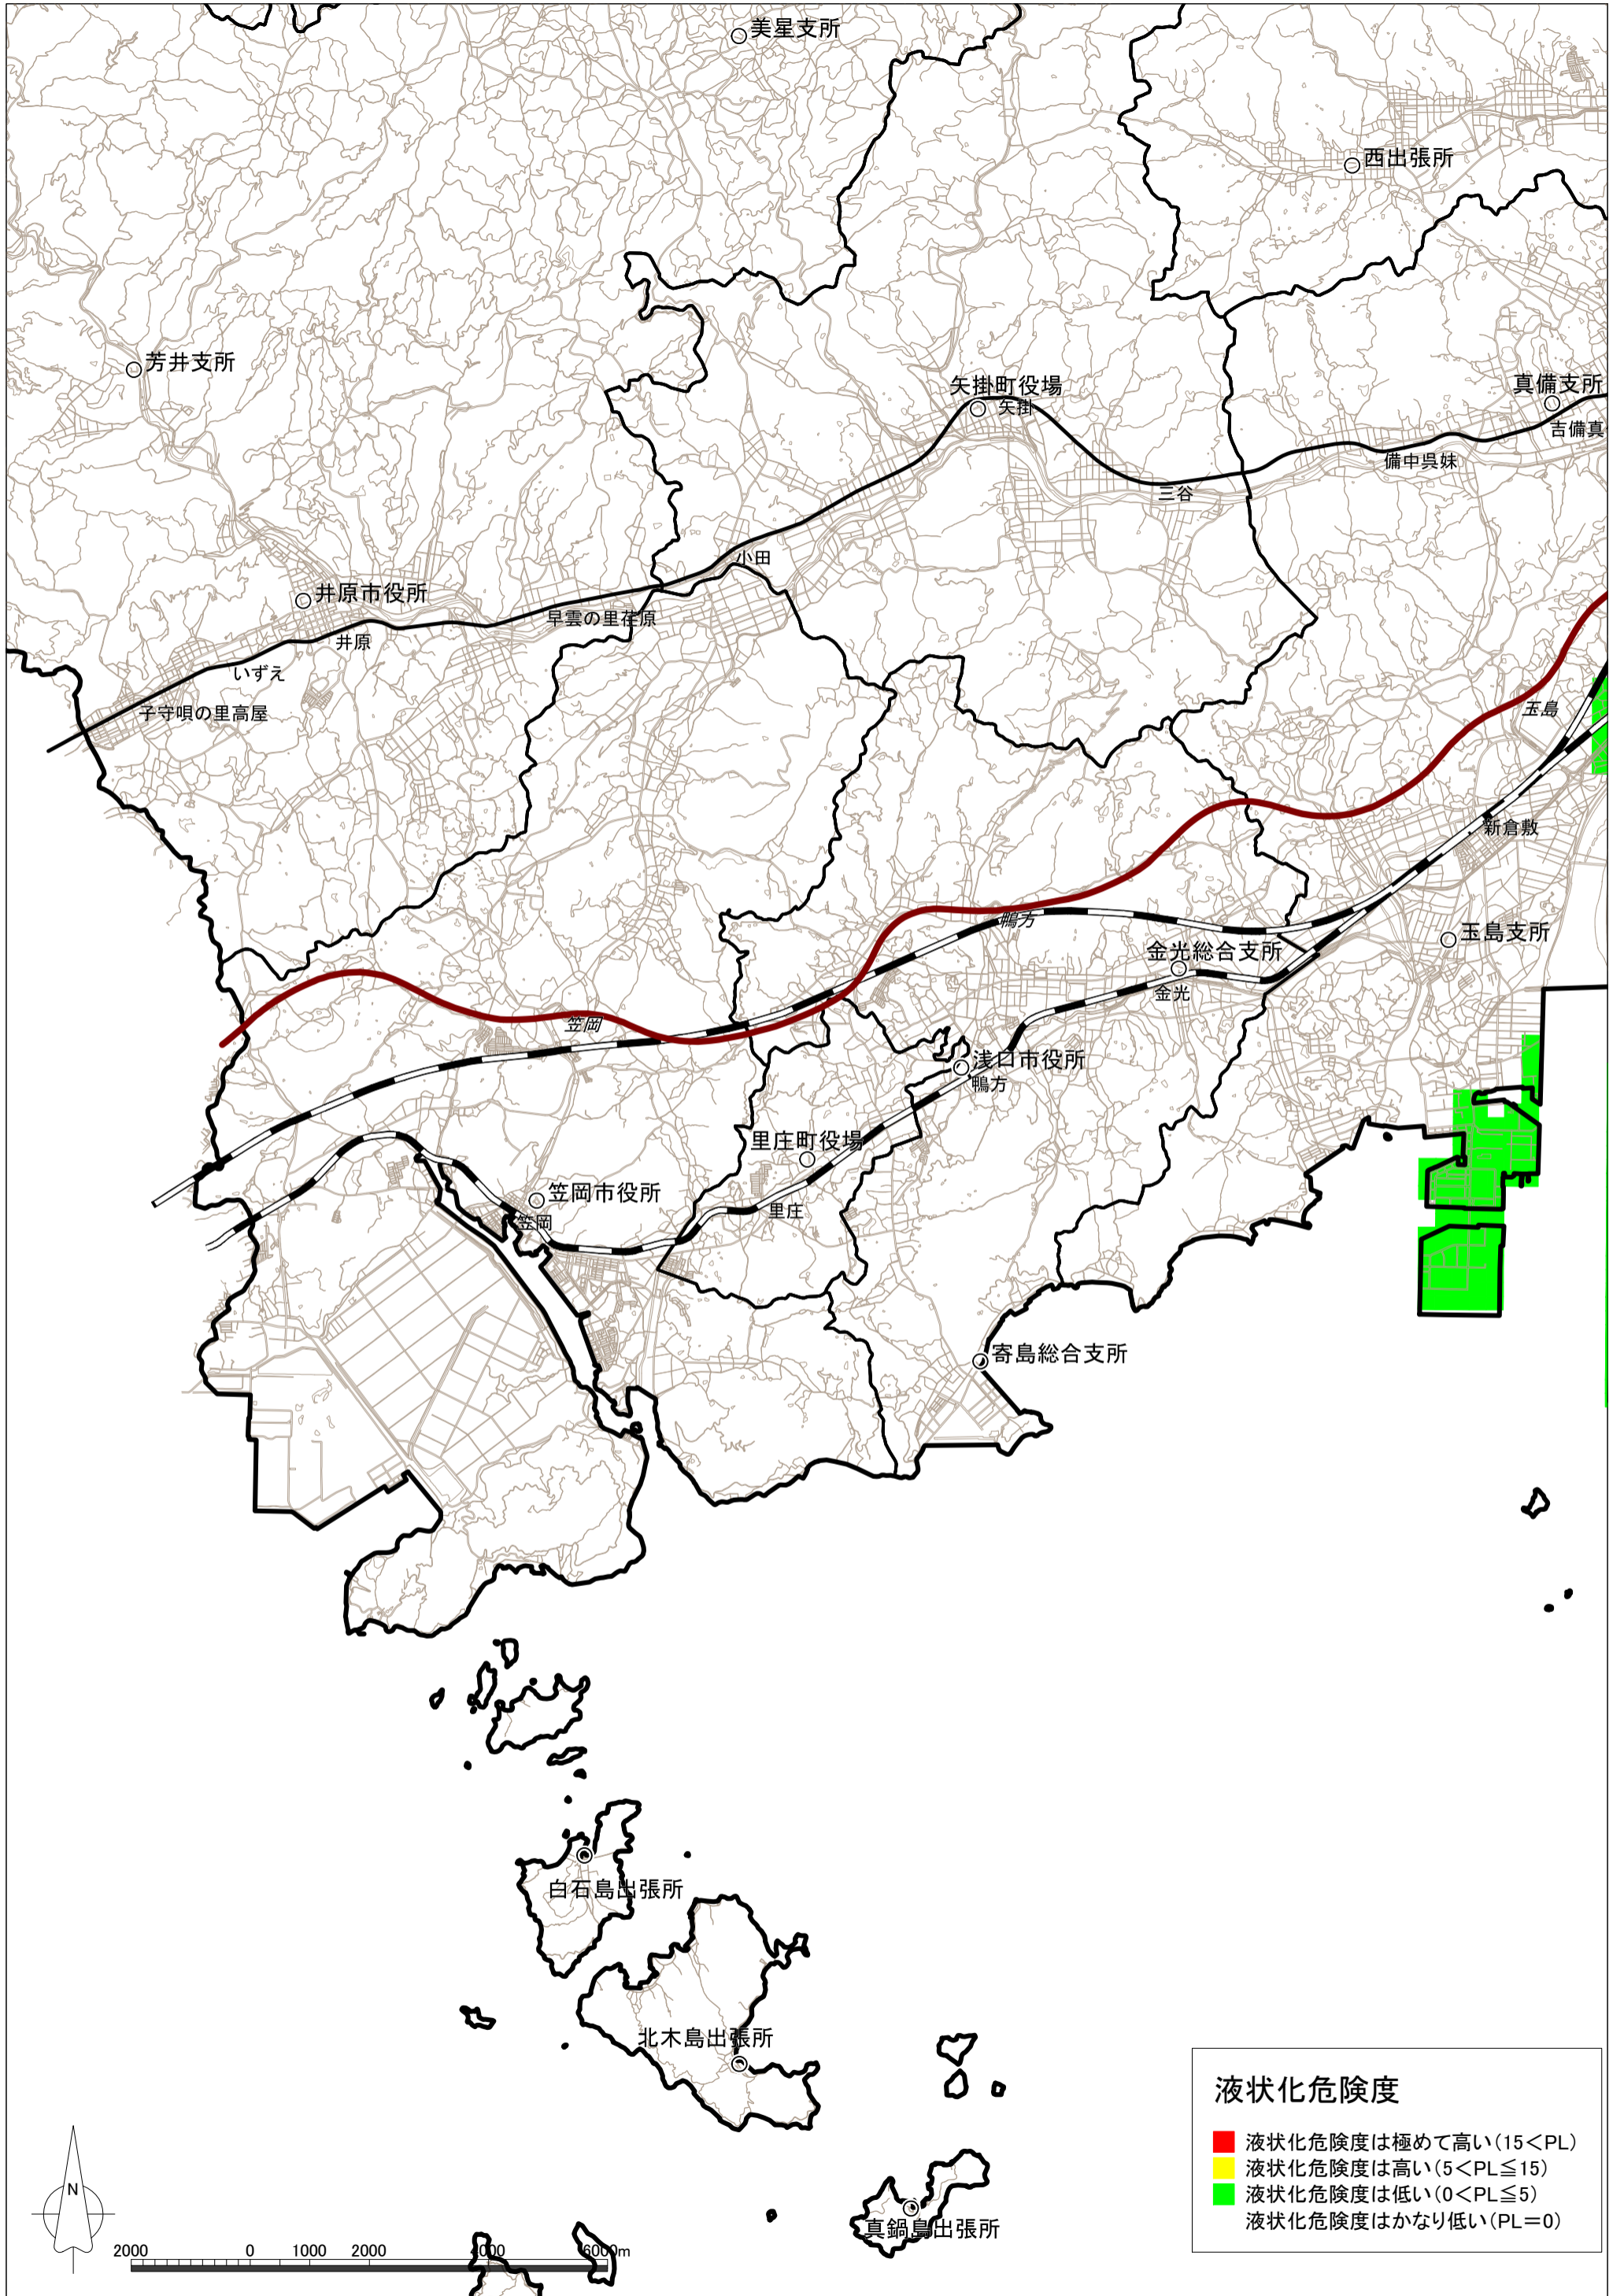 美星支所
西出張所
芳井支所
矢掛町役場
矢掛
真備支所
吉備真
備中呉妹
三谷
小田
井原市役所
早雲の里荏原
井原
いずえ
子守唄の里高屋
玉島
新倉敷
鴨方
玉島支所
金光総合支所
金光
笠岡
浅口市役所
鴨方
里庄町役場
里庄
笠岡市役所
笠岡
寄島総合支所
白石島出張所
北木島出張所
真鍋島出張所
液状化危険度
液状化危険度は極めて高い(15<PL)
液状化危険度は高い(5<PL≦15)
液状化危険度は低い(0<PL≦5)
液状化危険度はかなり低い(PL=0)
N
2000 0 1000 2000 4000 6000m